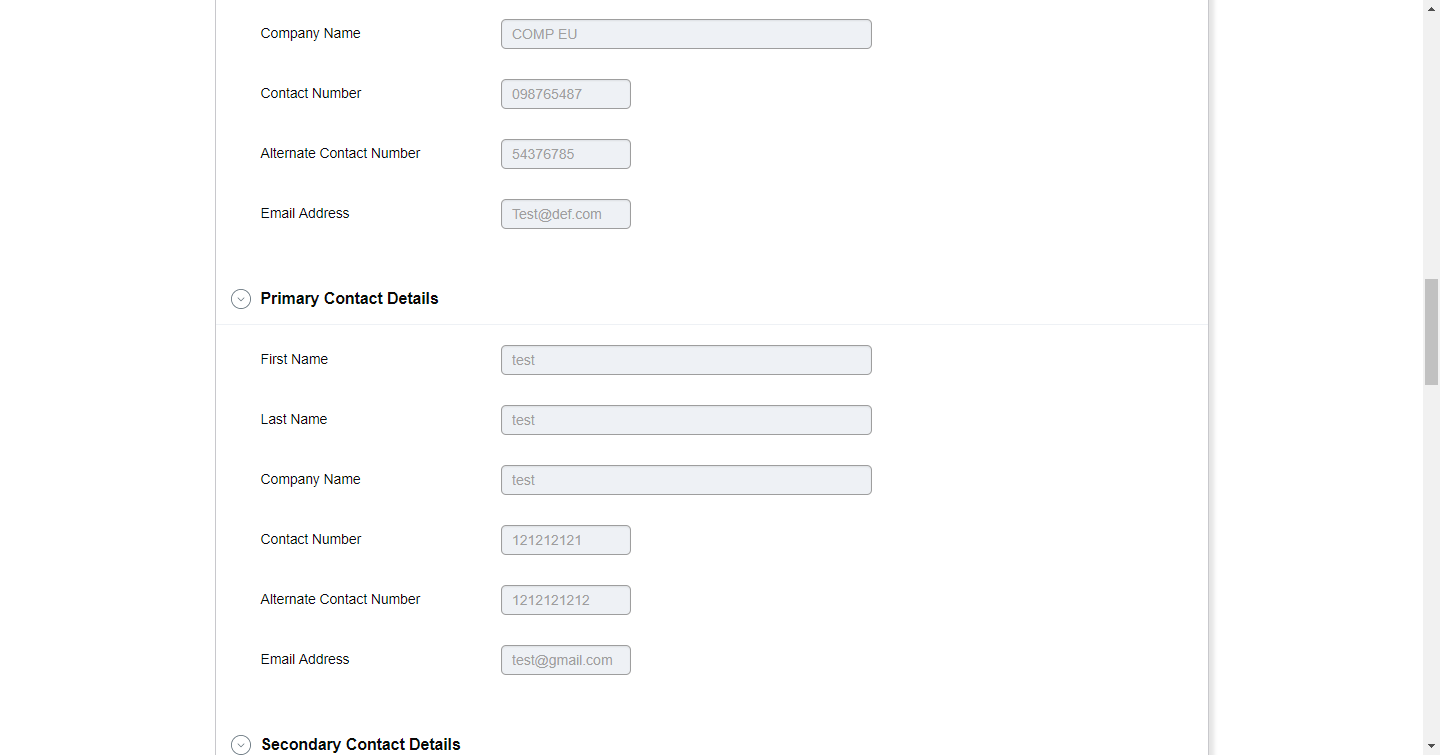 Company Name COMP EU
Contact Number 098765487
Alternate Contact Number 54376785
Email Address Test@def.com
Primary Contact Details
First Name test
Last Name test
Company Name test
Contact Number 121212121
Alternate Contact Number 1212121212
Email Address test@gmail.com
Secondary Contact Details